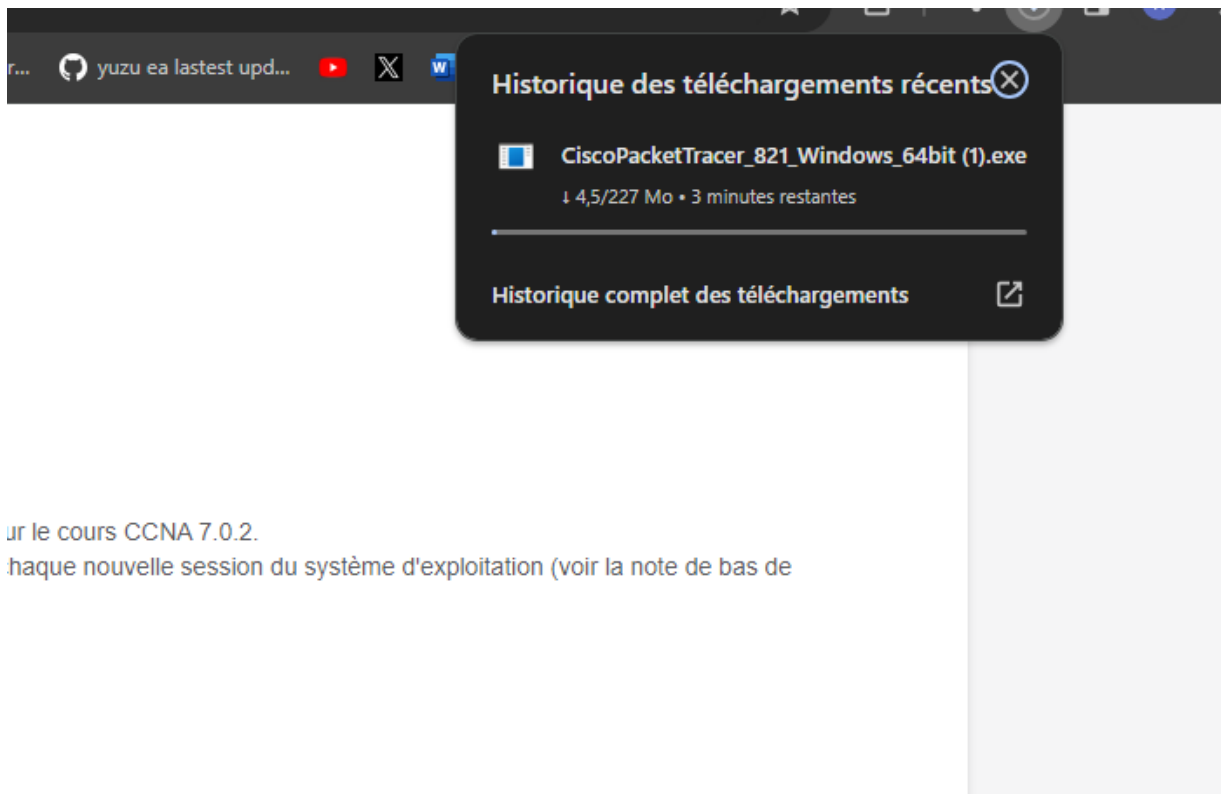 r... yuzu ea lastest upd...
Historique des téléchargements récents
CiscoPacketTracer_821_Windows_64bit (1).exe
↓ 4,5/227 Mo • 3 minutes restantes
Historique complet des téléchargements
ur le cours CCNA 7.0.2.
haque nouvelle session du système d'exploitation (voir la note de bas de